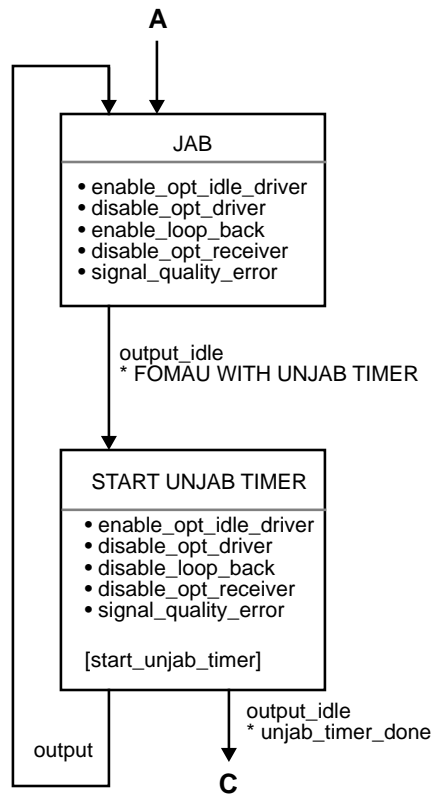 A
JAB
• enable_opt_idle_driver
• disable_opt_driver
• enable_loop_back
• disable_opt_receiver
• signal_quality_error
output_idle
* FOMAU WITH UNJAB TIMER
START UNJAB TIMER
• enable_opt_idle_driver
• disable_opt_driver
• disable_loop_back
• disable_opt_receiver
• signal_quality_error
[start_unjab_timer]
output
output_idle
* unjab_timer_done
C